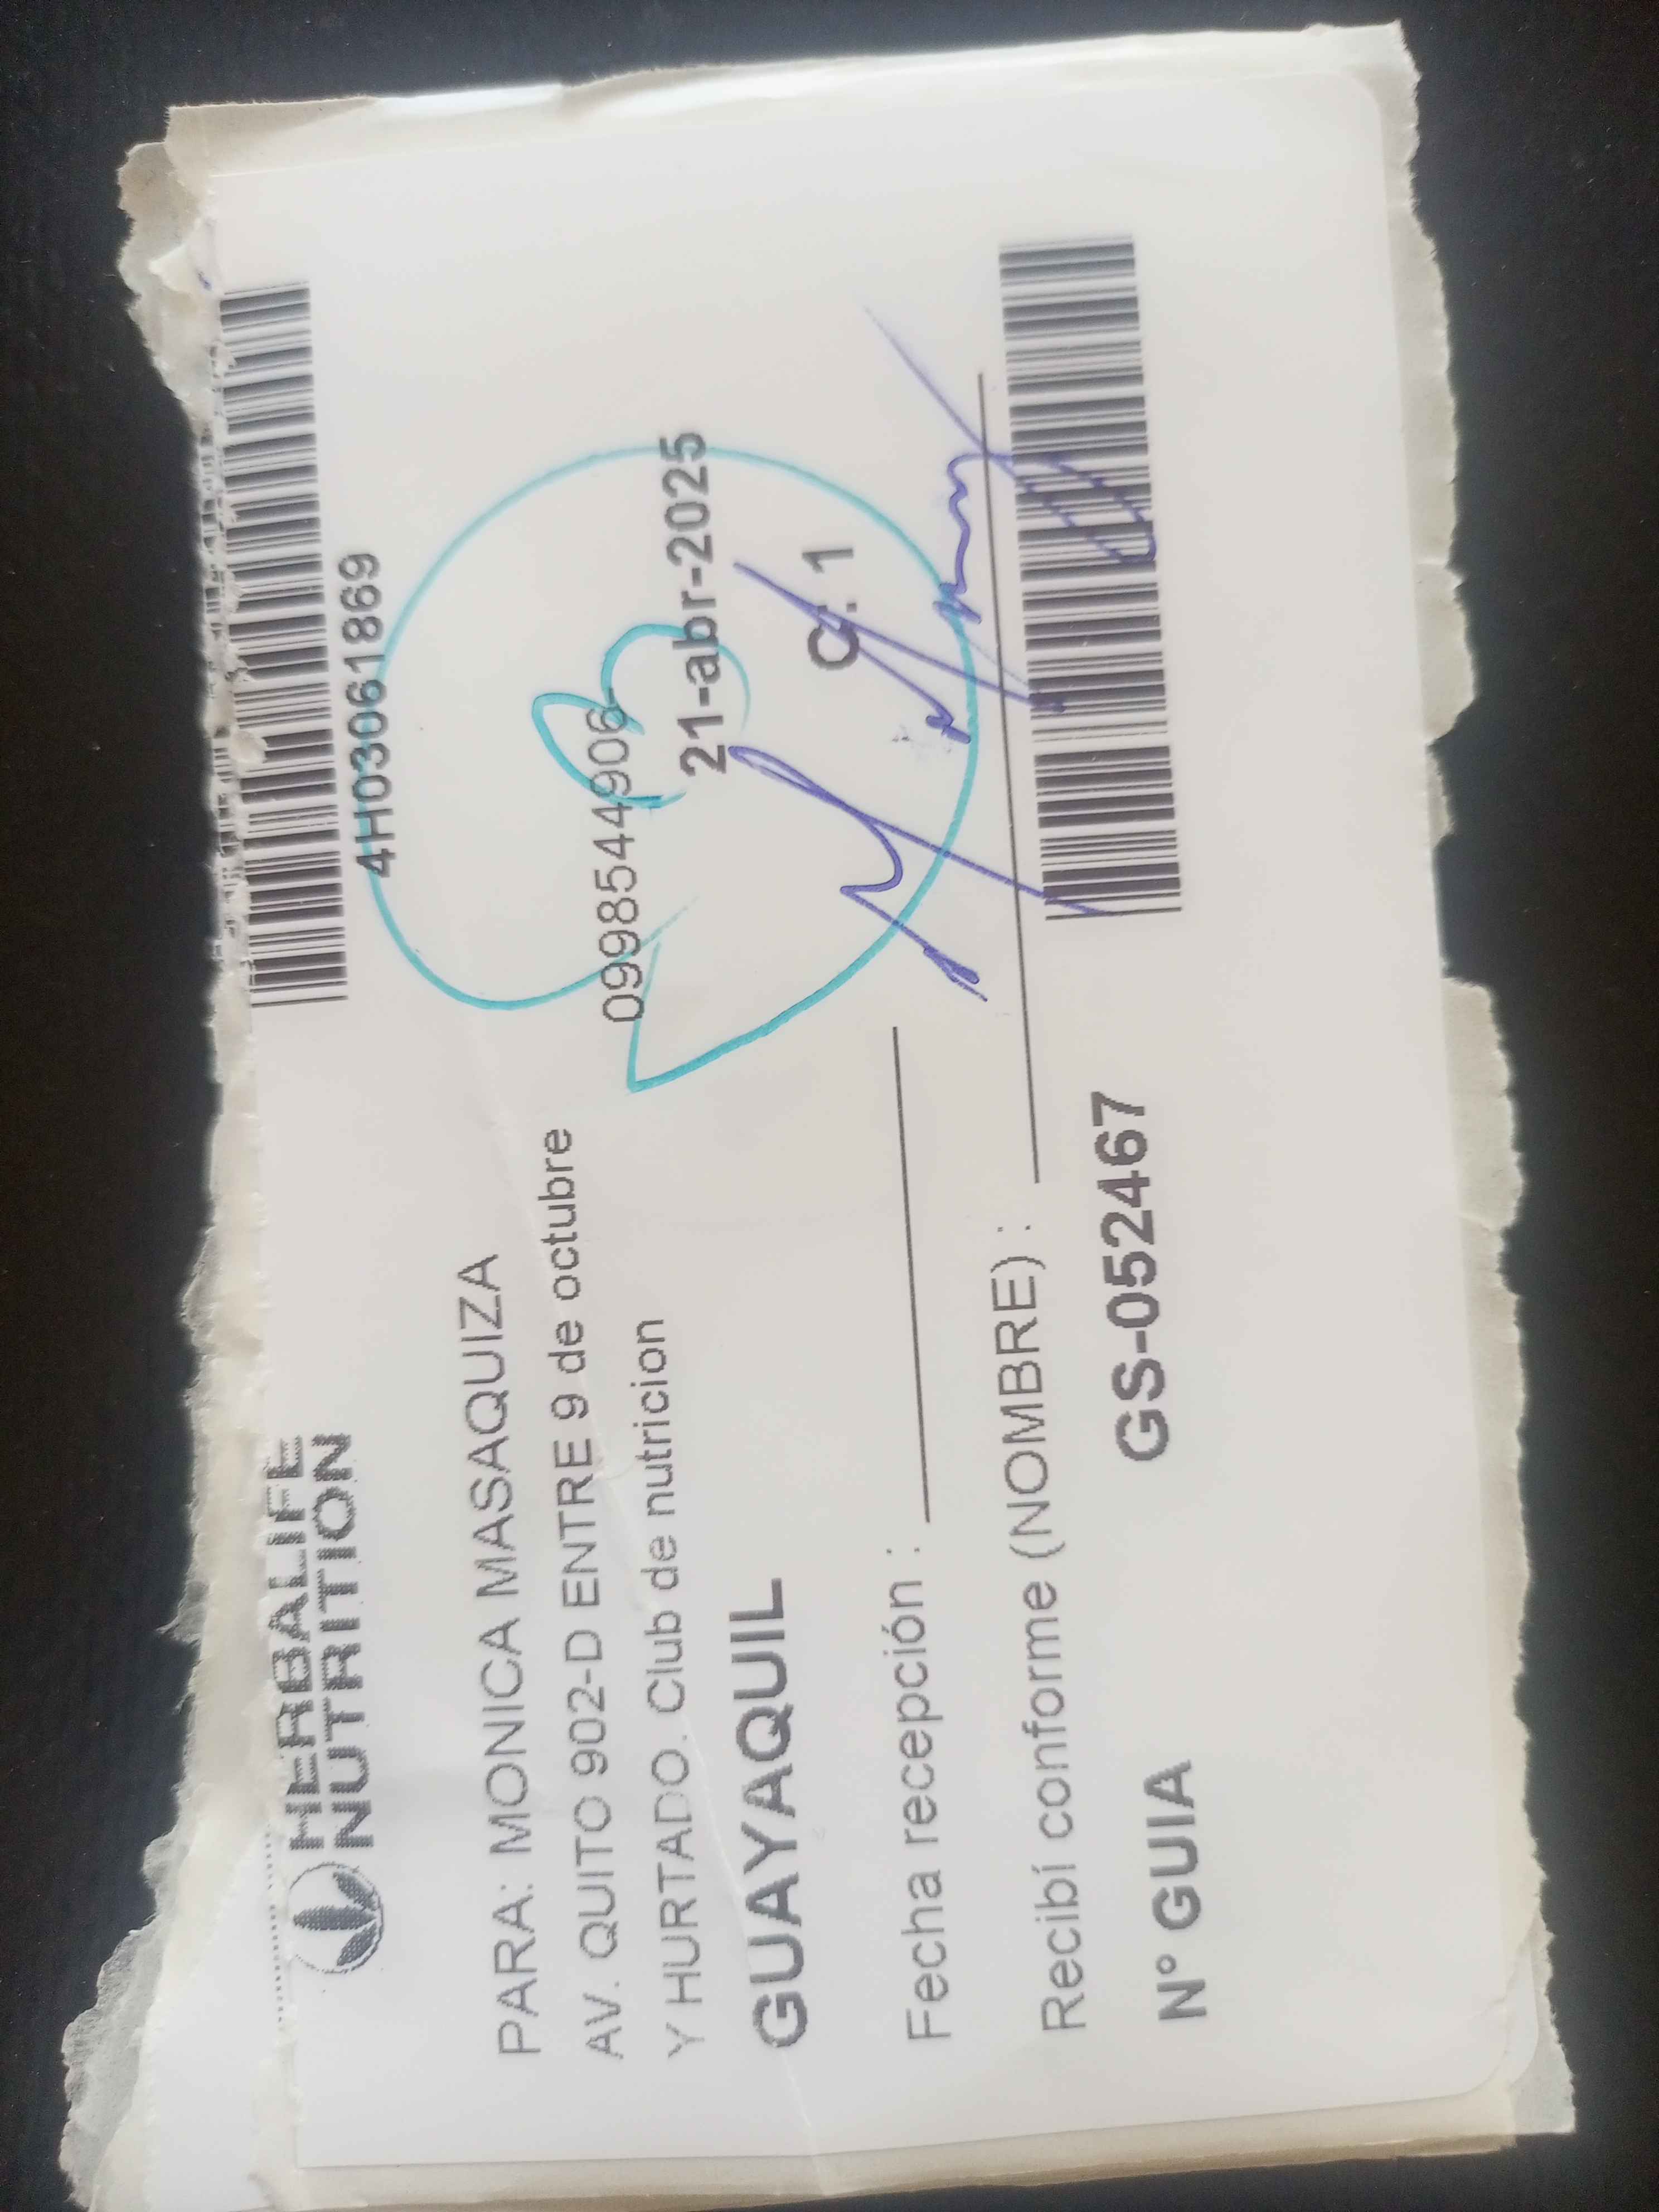 HERBALIFE
NUTRITION
4H03061869
PARA: MONICA MASAQUIZA
AV. QUITO 902-D ENTRE 9 de octubre
Y HURTADO. Club de nutricion
0998544906-
GUAYAQUIL
21-abr-2025
C. 1
Fecha recepción :
Recibí conforme (NOMBRE) :
N° GUIA
GS-052467